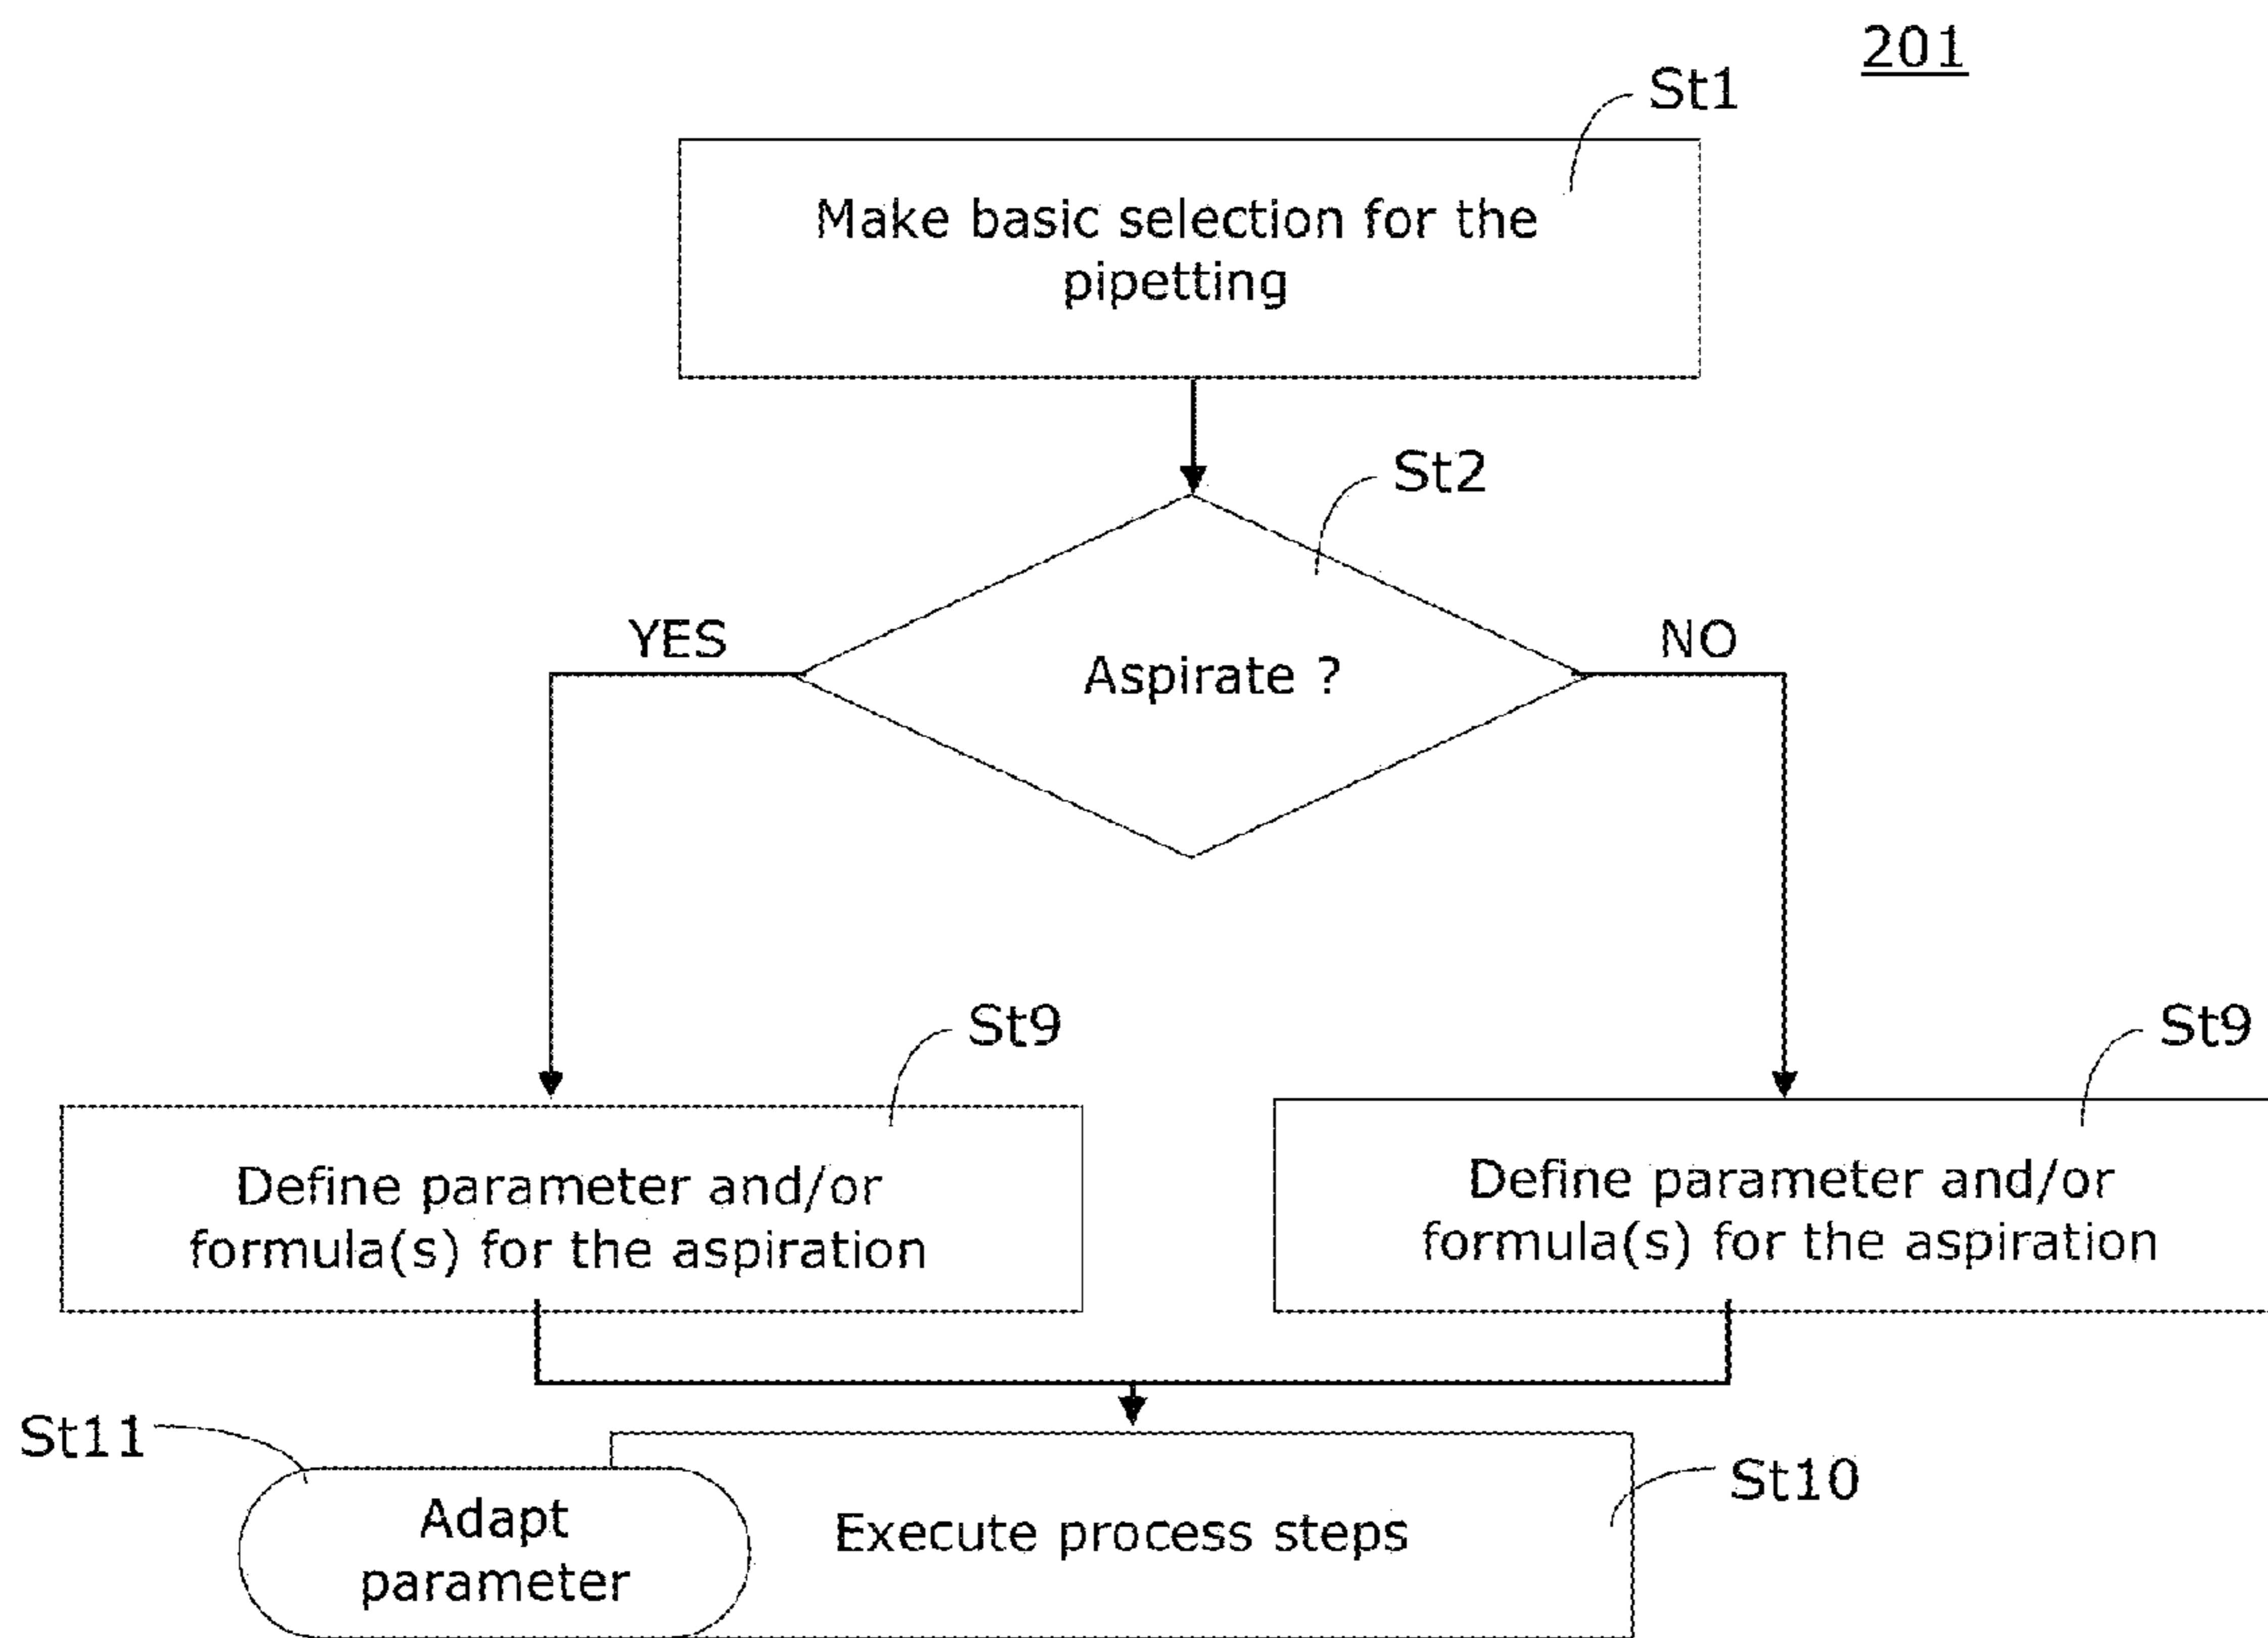 201
St1
Make basic selection for the
pipetting
St2
YES
Aspirate ?
NO
St9
St9
Define parameter and/or
formula(s) for the aspiration
Define parameter and/or
formula(s) for the aspiration
St11
St10
Adapt
parameter
Execute process steps